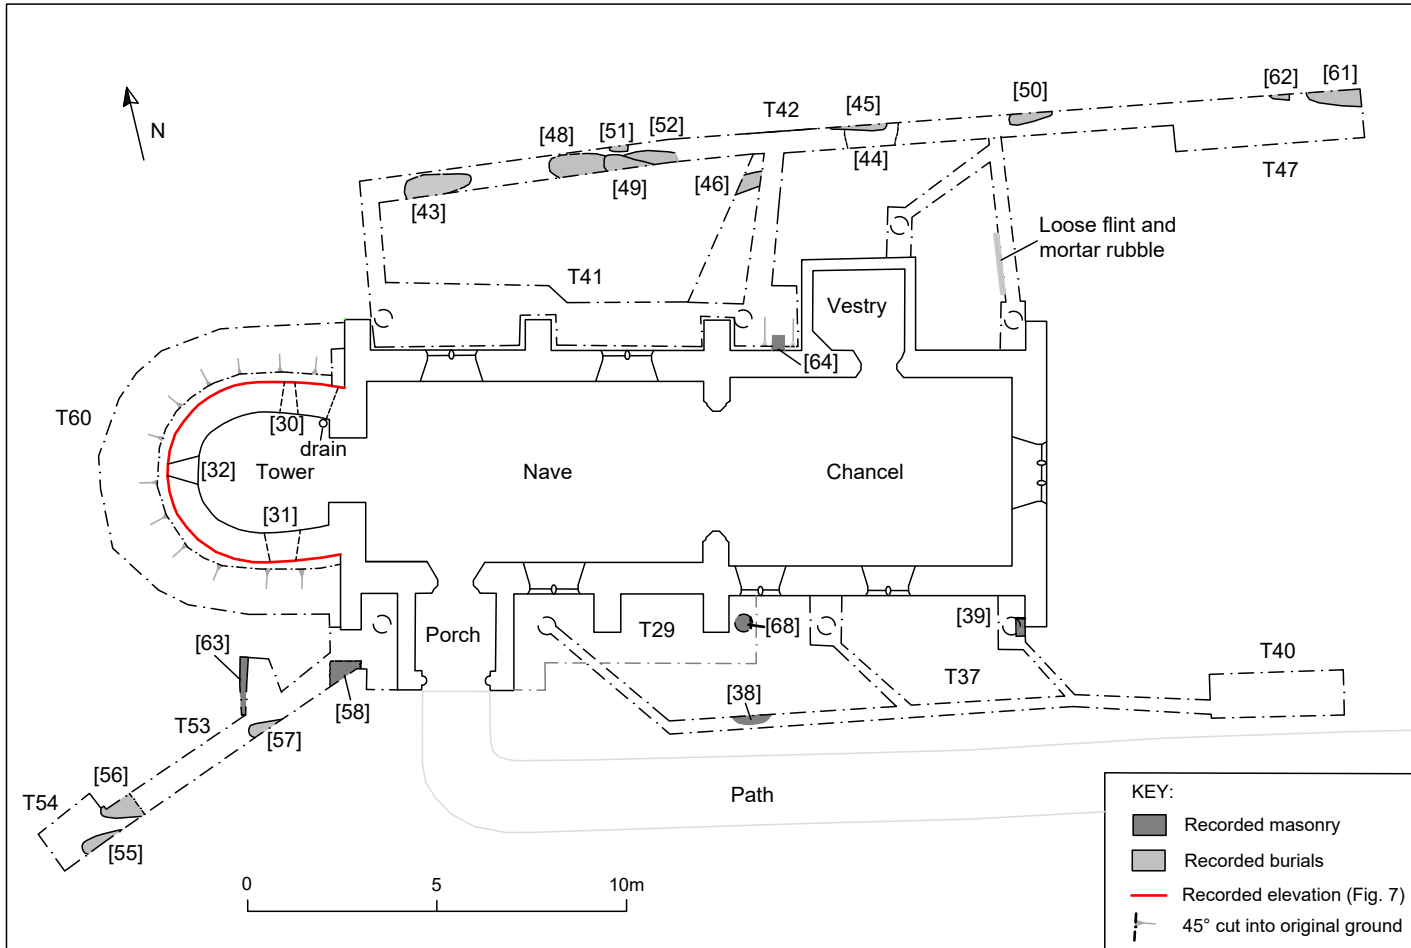 [62] [61]
[50]
[45]
T42
[52]
[51]
[48]
N
[44]
T47
[49]
[46]
[43]
Loose flint and
mortar rubble
T41
Vestry
[64]
T60
[30]
drain
[32]
Tower
Nave
Chancel
[31]
[39]
[68]
T29
Porch
[63]
T40
T37
[38]
[58]
T53
[57]
[56]
T54
Path
[55]
0 5 10m
KEY:
Recorded masonry
Recorded burials
Recorded elevation (Fig. 7)
45° cut into original ground